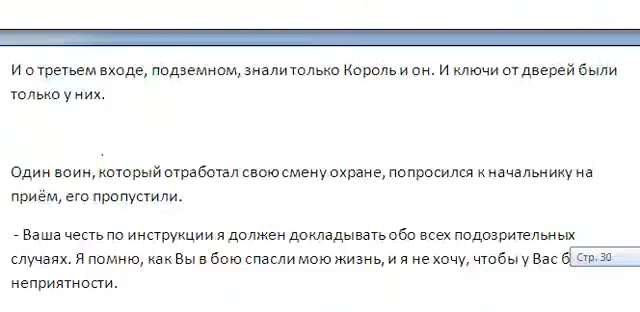 И о третьем входе, подземном, знали только Король и он. И ключи от дверей были
только у них.
.
Один воин, который отработал свою смену охране, попросился к начальнику на
приём, его пропустили.
- Ваша честь по инструкции я должен докладывать обо всех подозрительных
случаях. Я помню, как Вы в бою спасли мою жизнь, и я не хочу, чтобы у Вас
Стр. 30
неприятности.